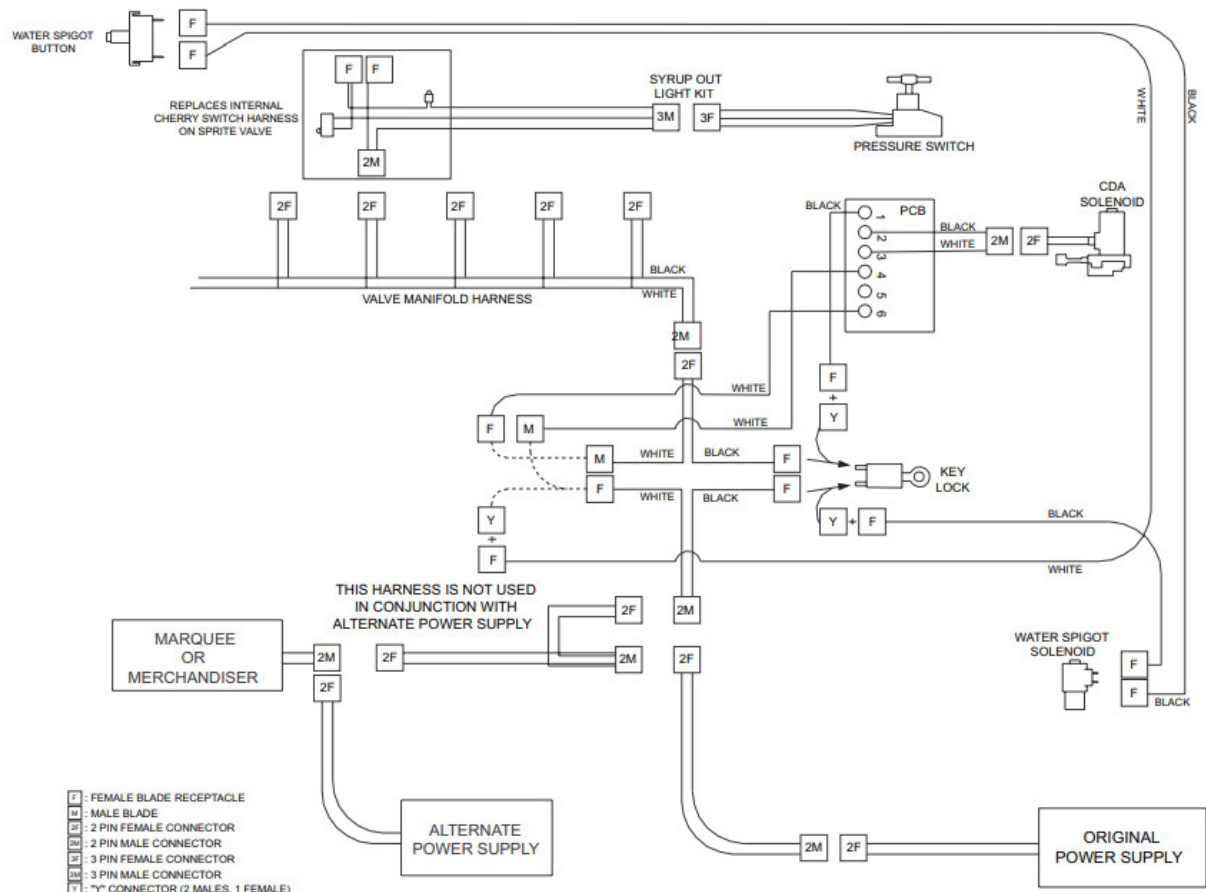 WATER SPIGOT
BUTTON
F
F
REPLACES INTERNAL
CHERRY SWITCH HARNESS
ON SPRITE VALVE
F
F
2M
SYRUP OUT
LIGHT KIT
3M
3F
PRESSURE SWITCH
WHITE
BLACK
2F
2F
2F
2F
2F
BLACK
WHITE
VALVE MANIFOLD HARNESS
2M
2F
BLACK
PCB
1
2
3
4
5
6
BLACK
WHITE
2M
2F
CDA
SOLENOID
F
+
Y
WHITE
WHITE
F
M
M
WHITE
BLACK
F
F
WHITE
BLACK
F
KEY
LOCK
Y
+
F
Y
+
F
BLACK
WHITE
THIS HARNESS IS NOT USED
IN CONJUNCTION WITH
ALTERNATE POWER SUPPLY
2F
2M
MARQUEE
OR
MERCHANDISER
2M
2F
2M
2F
2F
WATER SPIGOT
SOLENOID
F
F
BLACK
F : FEMALE BLADE RECEPTACLE
M : MALE BLADE
2F : 2 PIN FEMALE CONNECTOR
2M : 2 PIN MALE CONNECTOR
3F : 3 PIN FEMALE CONNECTOR
3M : 3 PIN MALE CONNECTOR
Y : "Y" CONNECTOR (2 MALES, 1 FEMALE)
ALTERNATE
POWER SUPPLY
2M
2F
ORIGINAL
POWER SUPPLY